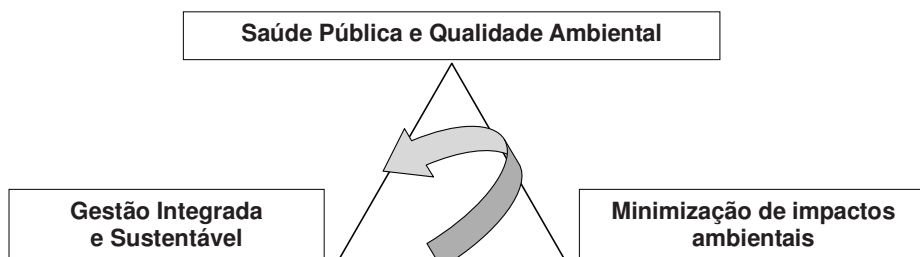 Saúde Pública e Qualidade Ambiental
Gestão Integrada
e Sustentável
Minimização de impactos
ambientais